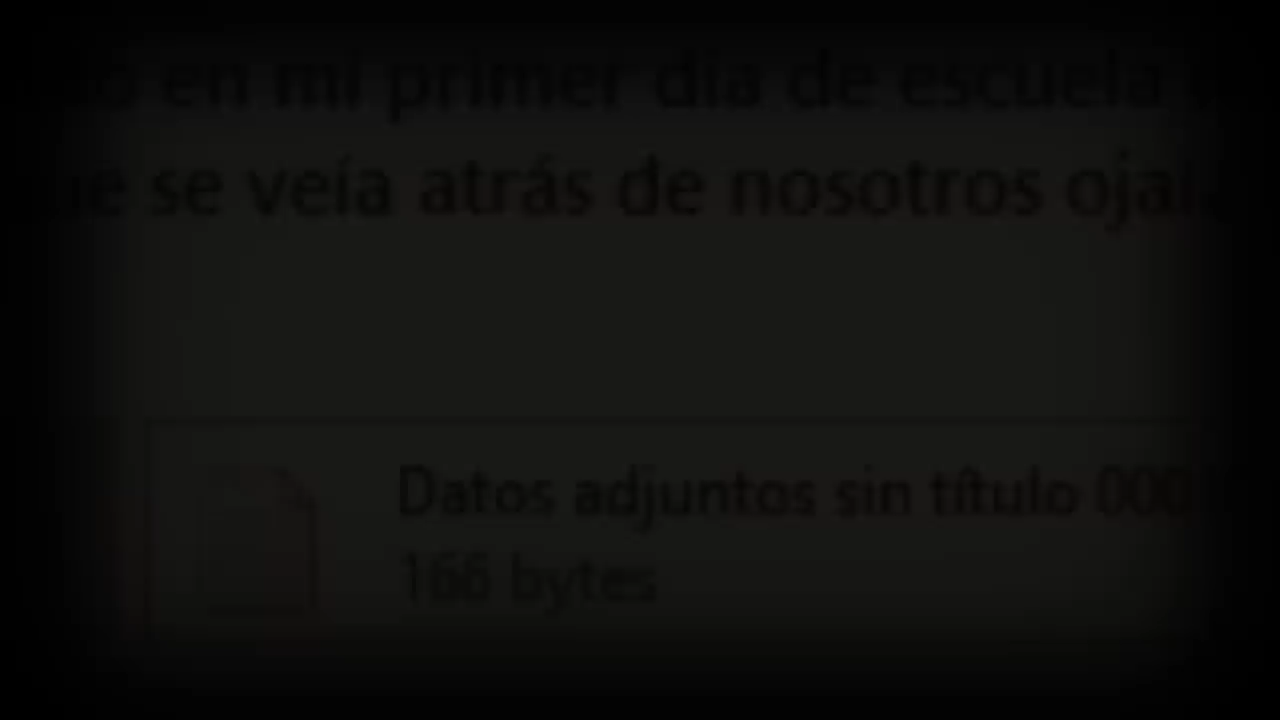 en mi primer día de escuela
se veía atrás de nosotros
Datos adjuntos sin título
166 bytes